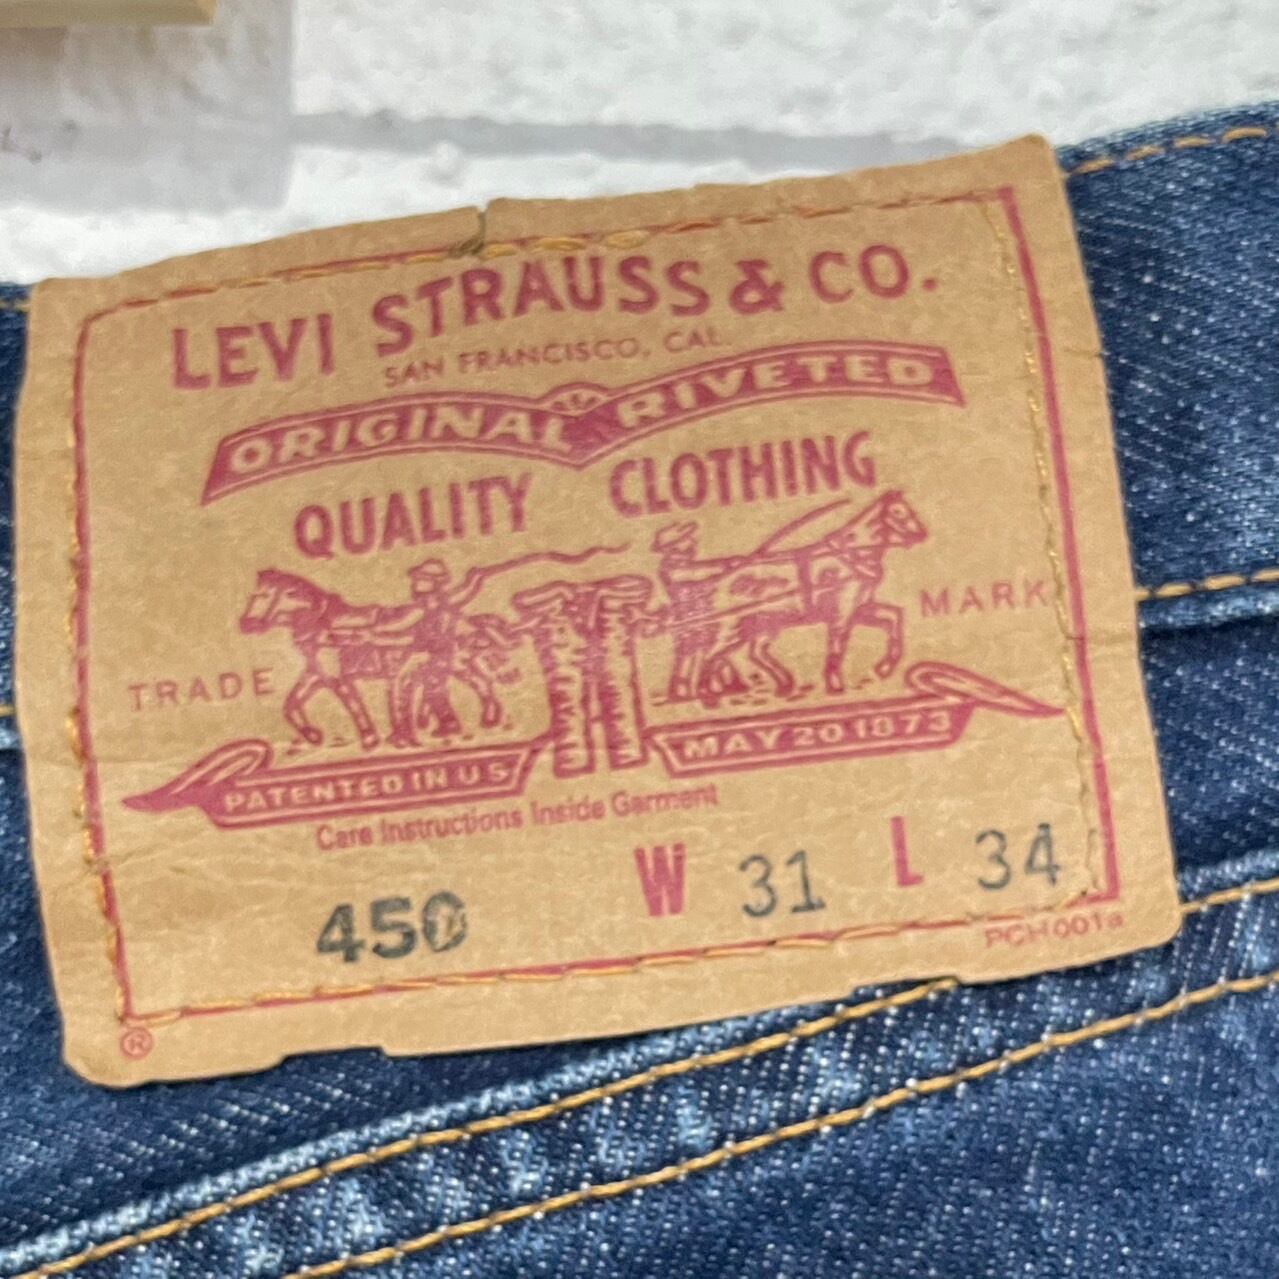 LEVI STRAUSS & CO.
SAN FRANCISCO, CAL.
ORIGINAL RIVETED
QUALITY CLOTHING
TRADE MARK
PATENTED IN U S MAY 20 1873
Care Instructions Inside Garment
450 W 31 L 34
PCH001a
®